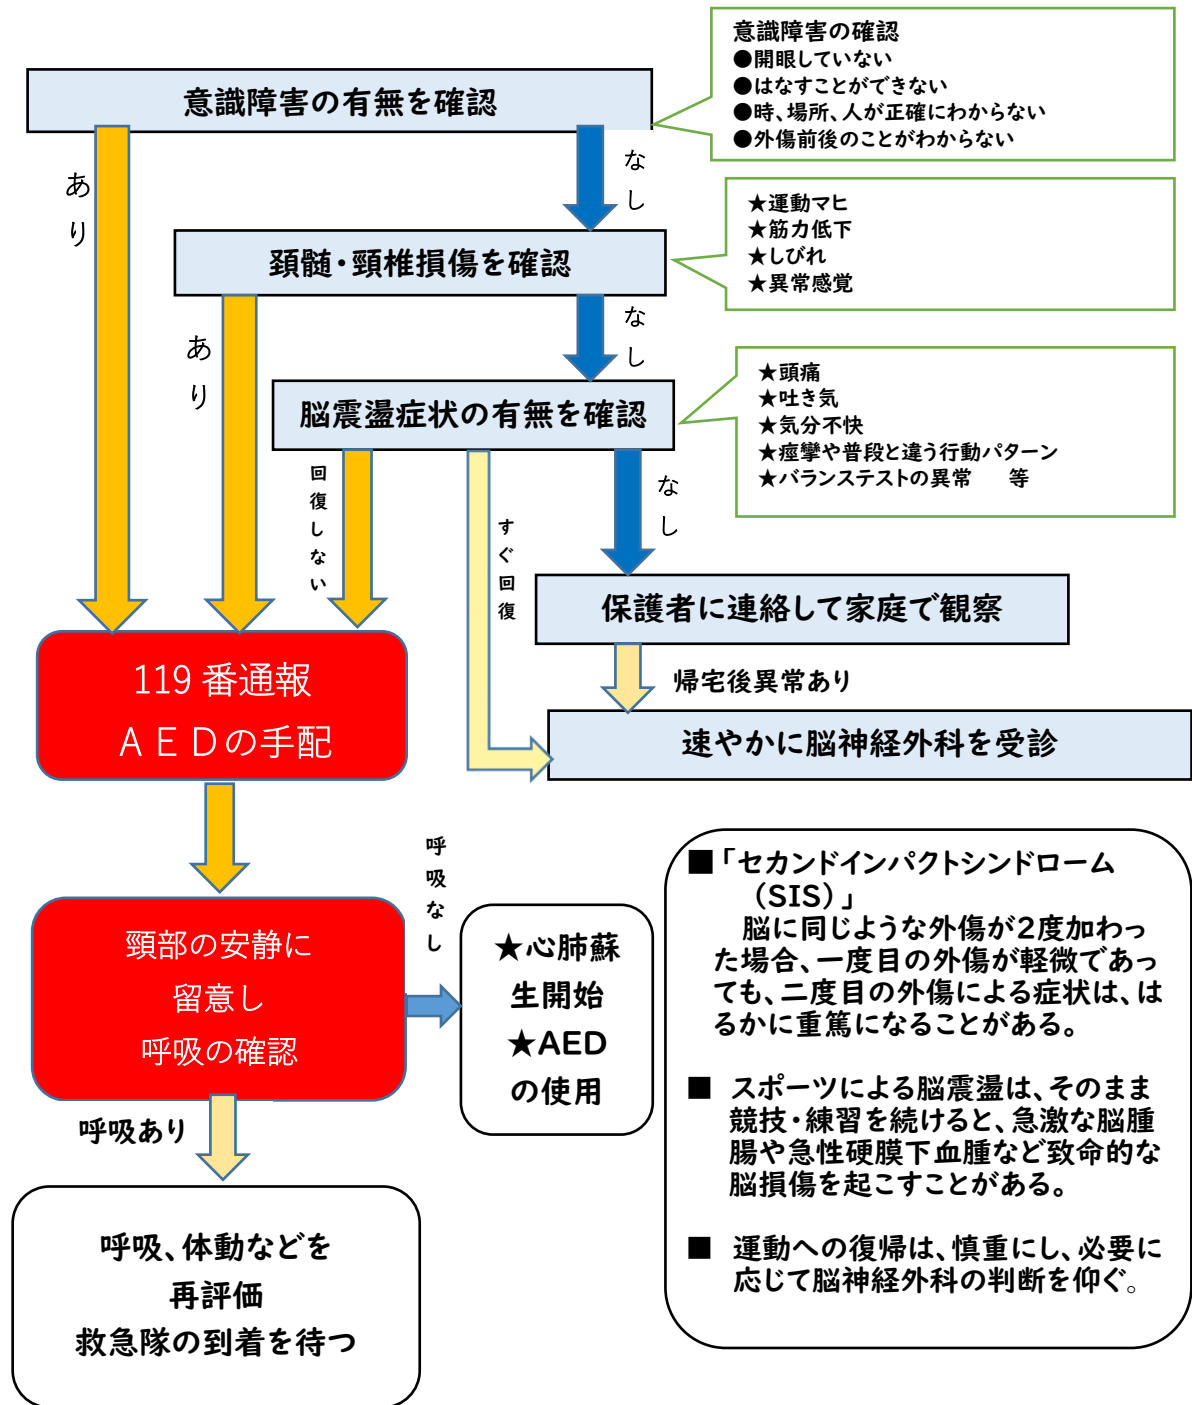 意識障害の有無を確認
意識障害の確認
●開眼していない
●はなすことができない
●時、場所、人が正確にわからない
●外傷前後のことがわからない
あり
なし
頚髄・頸椎損傷を確認
★運動マヒ
★筋力低下
★しびれ
★異常感覚
あり
なし
脳震盪症状の有無を確認
★頭痛
★吐き気
★気分不快
★痙攣や普段と違う行動パターン
★バランステストの異常　等
回復しない
すぐ回復
なし
保護者に連絡して家庭で観察
帰宅後異常あり
速やかに脳神経外科を受診
119 番通報
ＡＥＤの手配
頸部の安静に
留意し
呼吸の確認
呼吸なし
★心肺蘇
生開始
★AED
の使用
呼吸あり
呼吸、体動などを
再評価
救急隊の到着を待つ
■「セカンドインパクトシンドローム
（SIS）」
脳に同じような外傷が2度加わっ
た場合、一度目の外傷が軽微であっ
ても、二度目の外傷による症状は、は
るかに重篤になることがある。
■ スポーツによる脳震盪は、そのまま
競技・練習を続けると、急激な脳腫
腸や急性硬膜下血腫など致命的な
脳損傷を起こすことがある。
■ 運動への復帰は、慎重にし、必要に
応じて脳神経外科の判断を仰ぐ。